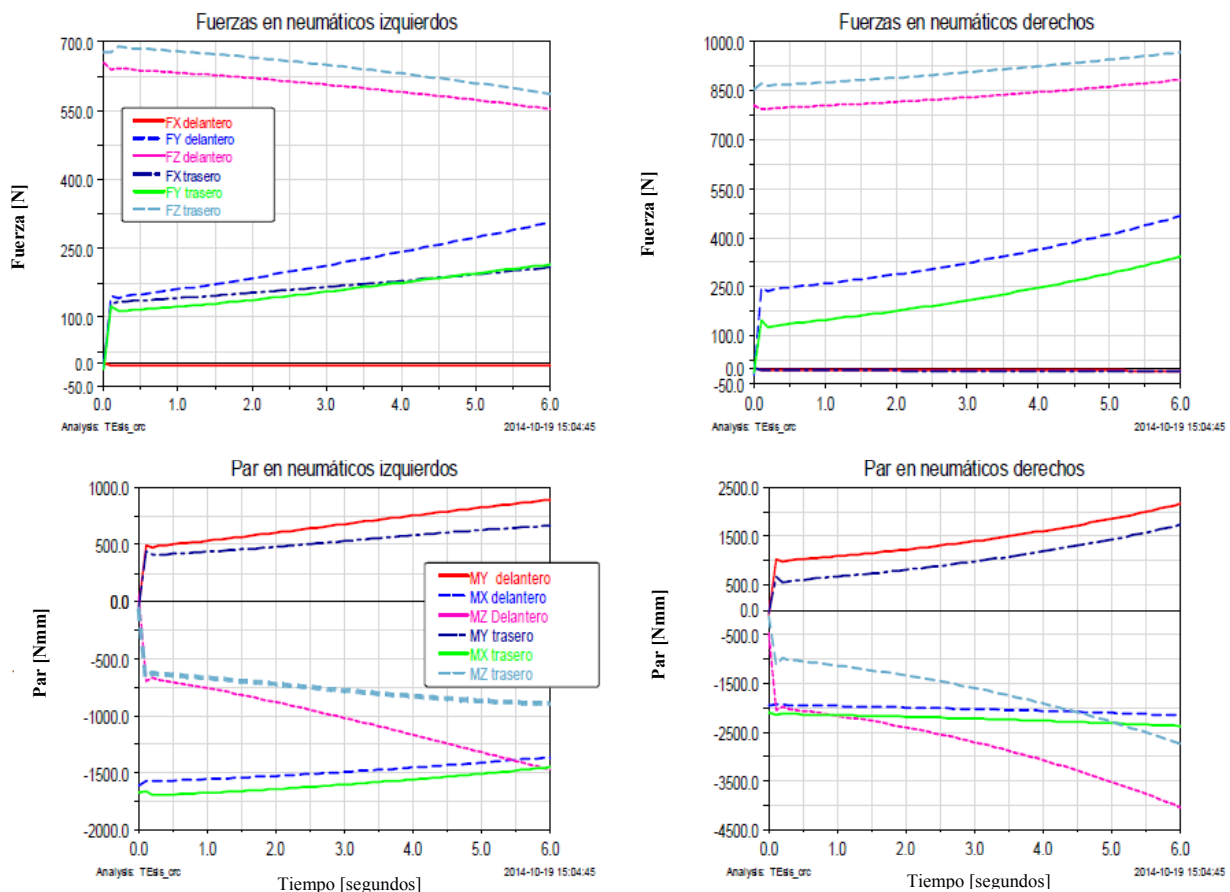 Fuerzas en neumáticos izquierdos
700.0
550.0
400.0
250.0
100.0
0.0
-50.0
Fuerza [N]
FX delantero
FY delantero
FZ delantero
FX trasero
FY trasero
FZ trasero
0.0 1.0 2.0 3.0 4.0 5.0 6.0
Analysis: TEsis_crc 2014-10-19 15:04:45
Fuerzas en neumáticos derechos
1000.0
850.0
700.0
550.0
400.0
250.0
100.0
0.0
-50.0
Fuerza [N]
0.0 1.0 2.0 3.0 4.0 5.0 6.0
Analysis: TEsis_crc 2014-10-19 15:04:45
Par en neumáticos izquierdos
1000.0
500.0
0.0
-500.0
-1000.0
-1500.0
-2000.0
Par [Nmm]
MY delantero
MX delantero
MZ Delantero
MY trasero
MX trasero
MZ trasero
0.0 1.0 2.0 3.0 4.0 5.0 6.0
Analysis: TEsis_crc 2014-10-19 15:04:45
Tiempo [segundos]
Par en neumáticos derechos
2500.0
1500.0
500.0
0.0
-500.0
-1500.0
-2500.0
-3500.0
-4500.0
Par [Nmm]
0.0 1.0 2.0 3.0 4.0 5.0 6.0
Analysis: TEsis_crc 2014-10-19 15:04:45
Tiempo [segundos]